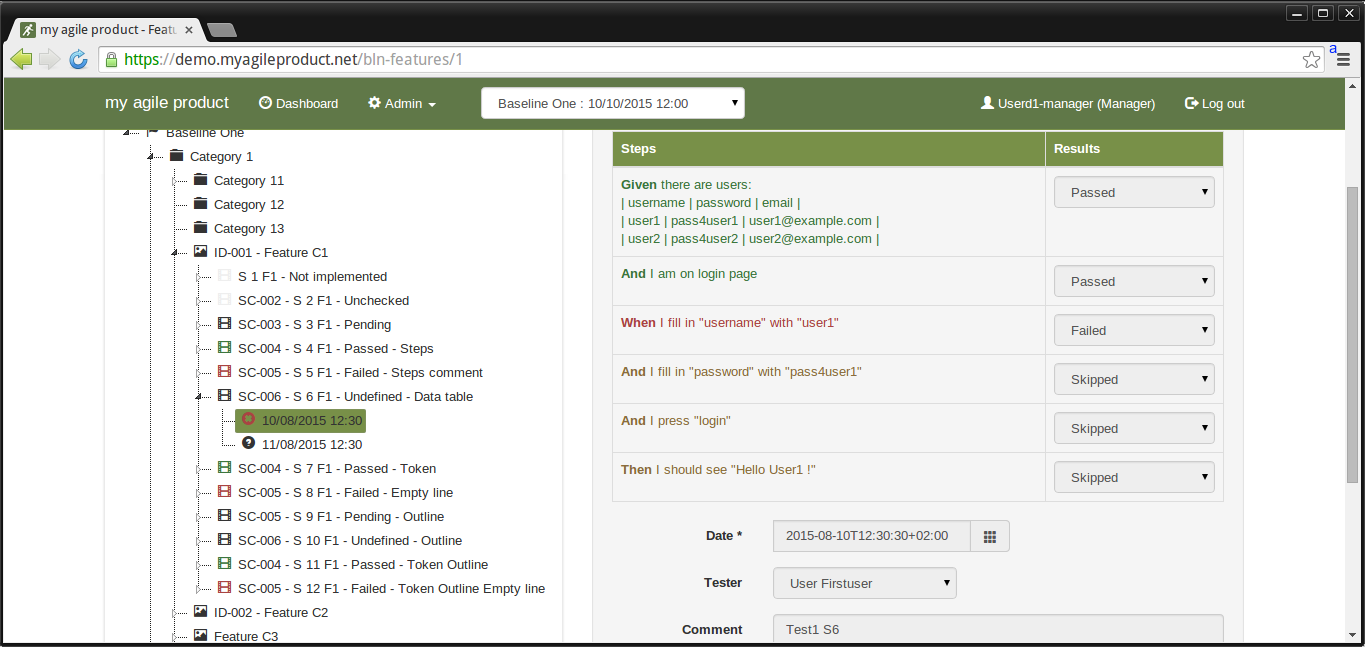 my agile product - Featu
https://demo.myagileproduct.net/bln-features/1
a
my agile product
Dashboard
Admin
Baseline One : 10/10/2015 12:00
Userd1-manager (Manager)
Log out
Baseline One
Category 1
Category 11
Category 12
Category 13
ID-001 - Feature C1
S 1 F1 - Not implemented
SC-002 - S 2 F1 - Unchecked
SC-003 - S 3 F1 - Pending
SC-004 - S 4 F1 - Passed - Steps
SC-005 - S 5 F1 - Failed - Steps comment
SC-006 - S 6 F1 - Undefined - Data table
10/08/2015 12:30
11/08/2015 12:30
SC-004 - S 7 F1 - Passed - Token
SC-005 - S 8 F1 - Failed - Empty line
SC-005 - S 9 F1 - Pending - Outline
SC-006 - S 10 F1 - Undefined - Outline
SC-004 - S 11 F1 - Passed - Token Outline
SC-005 - S 12 F1 - Failed - Token Outline Empty line
ID-002 - Feature C2
Feature C3
Steps
Results
Given there are users:
| username | password | email |
| user1 | pass4user1 | user1@example.com |
| user2 | pass4user2 | user2@example.com |
Passed
And I am on login page
Passed
When I fill in "username" with "user1"
Failed
And I fill in "password" with "pass4user1"
Skipped
And I press "login"
Skipped
Then I should see "Hello User1 !"
Skipped
Date *
2015-08-10T12:30:30+02:00
Tester
User Firstuser
Comment
Test1 S6